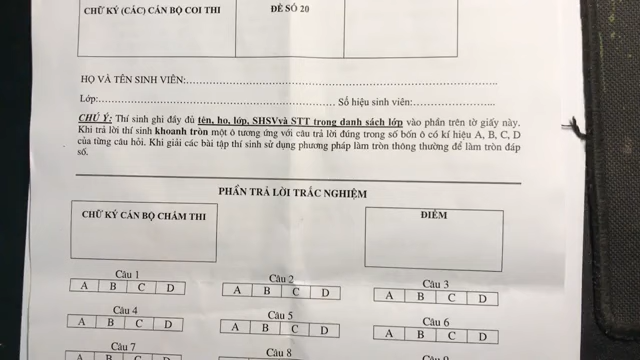 CHỮ KÝ (CÁC) CÁN BỘ COI THI
ĐỀ SỐ 20
HỌ VÀ TÊN SINH VIÊN:
Lớp: Số hiệu sinh viên:
CHÚ Ý: Thí sinh ghi đầy đủ tên, họ, lớp, SHSVvà STT trong danh sách lớp vào phần trên tờ giấy này.
Khi trả lời thí sinh khoanh tròn một ô tương ứng với câu trả lời đúng trong số bốn ô có kí hiệu A, B, C, D
của từng câu hỏi. Khi giải các bài tập thí sinh sử dụng phương pháp làm tròn thông thường để làm tròn đáp
số.
PHẦN TRẢ LỜI TRẮC NGHIỆM
CHỮ KÝ CÁN BỘ CHẤM THI
ĐIỂM
Câu 1 Câu 2 Câu 3
A B C D A B C D A B C D
Câu 4 Câu 5 Câu 6
A B C D A B C D A B C D
Câu 7 Câu 8 Câu 9
A B C D